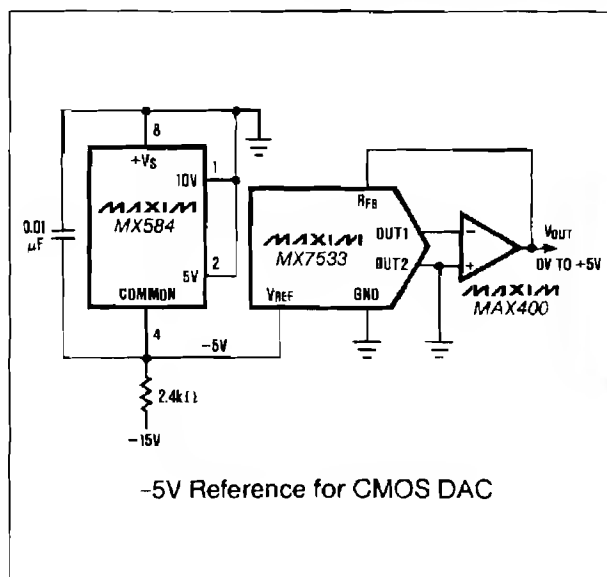 8
+VS
10V
1
MAXIM
MX584
5V
2
COMMON
4
0.01
µF
-5V
2.4kΩ
-15V
RFB
MAXIM
MX7533
OUT1
OUT2
VREF
GND
-
+
VOUT
0V TO +5V
MAXIM
MAX400
-5V Reference for CMOS DAC